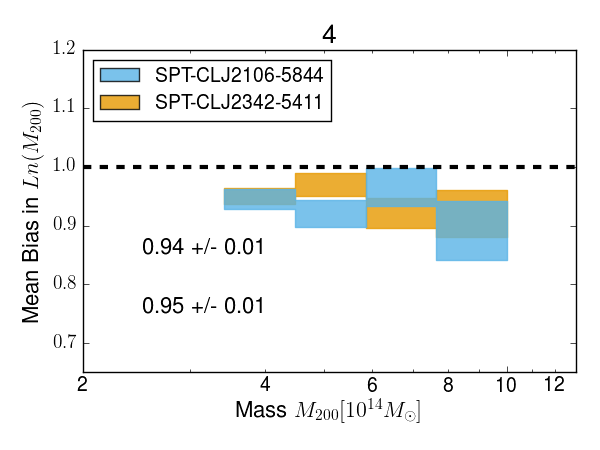 4
SPT-CLJ2106-5844
SPT-CLJ2342-5411
1.2
1.1
1.0
0.9
0.8
0.7
Mean Bias in Ln(M₂₀₀)
0.94 +/- 0.01
0.95 +/- 0.01
2 4 6 8 10 12
Mass M₂₀₀[10¹⁴M☉]